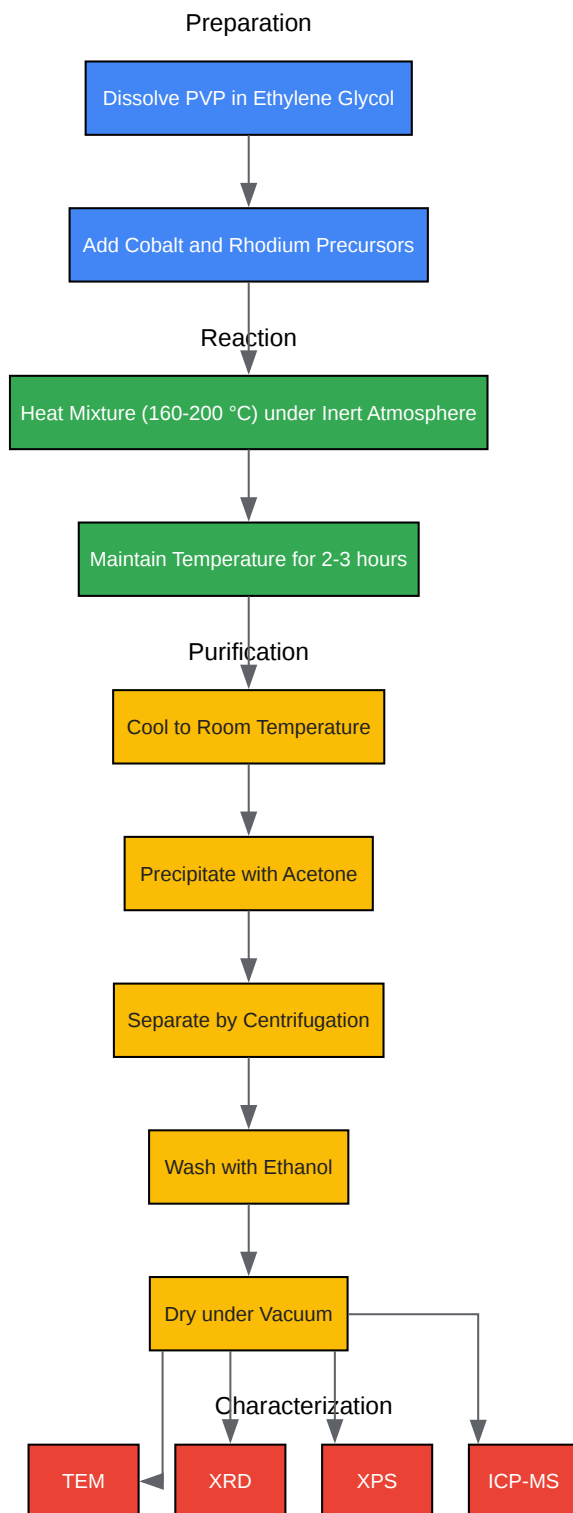 Preparation
Dissolve PVP in Ethylene Glycol
Add Cobalt and Rhodium Precursors
Reaction
Heat Mixture (160-200 °C) under Inert Atmosphere
Maintain Temperature for 2-3 hours
Purification
Cool to Room Temperature
Precipitate with Acetone
Separate by Centrifugation
Wash with Ethanol
Dry under Vacuum
Characterization
TEM
XRD
XPS
ICP-MS